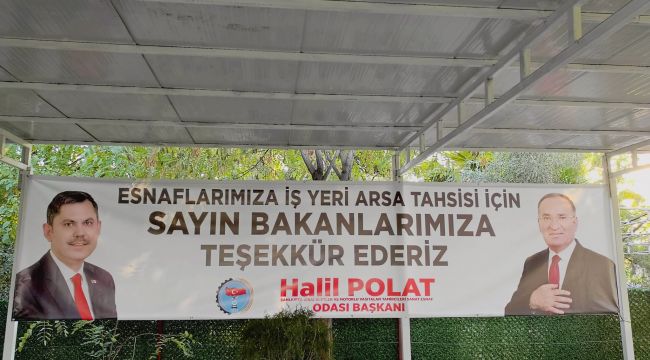 ESNAFLARIMIZA İŞ YERİ ARSA TAHSİSİ İÇİN
SAYIN BAKANLARIMIZA
TEŞEKKÜR EDERİZ
Halil POLAT
ODASI BAŞKANI